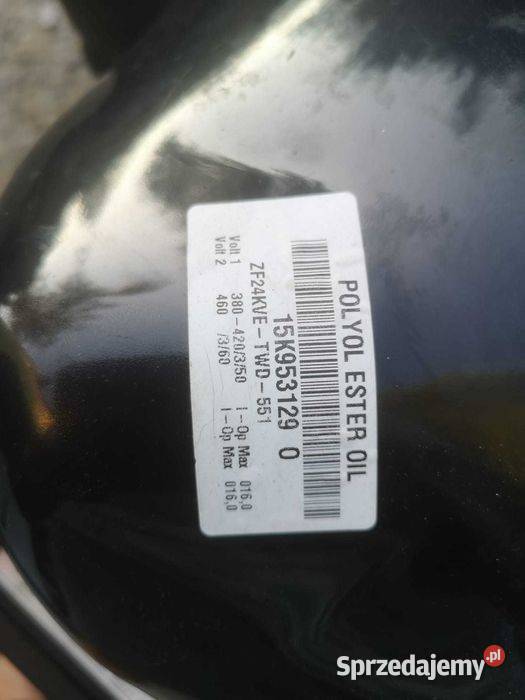 POLYOL ESTER OIL
15K953129 0
ZF24KVE-TWD-551
Volt 1 380-420/3/50 I-Op Max 016,0
Volt 2 460 /3/60 I-Op Max 016,0
Sprzedajemy.pl